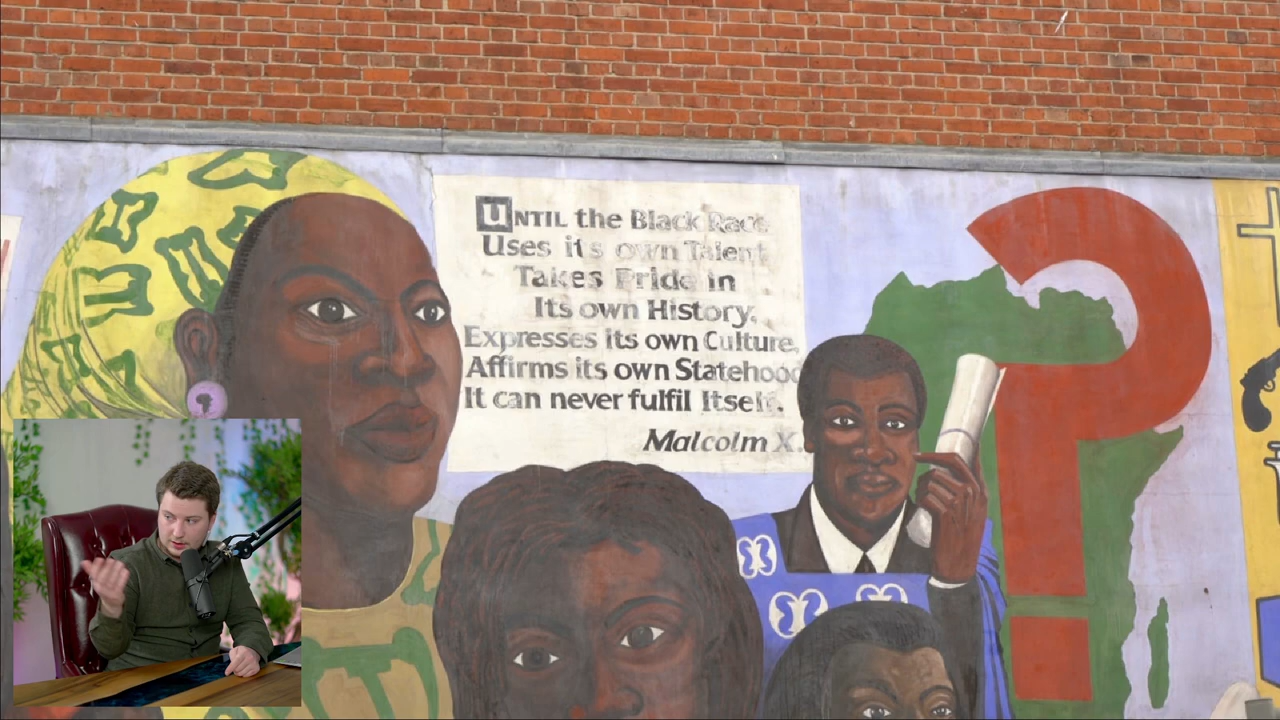 UNTIL the Black Race
Uses its own Talent
Takes Pride in
Its own History,
Expresses its own Culture,
Affirms its own Statehood
It can never fulfil Itself.
Malcolm X.